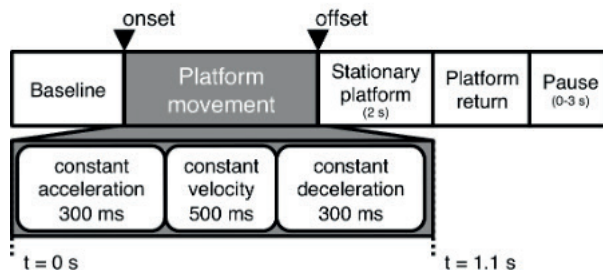 onset
offset
Baseline
Platform
movement
Stationary
platform
(2 s)
Platform
return
Pause
(0-3 s)
constant
acceleration
300 ms
constant
velocity
500 ms
constant
deceleration
300 ms
t = 0 s
t = 1.1 s